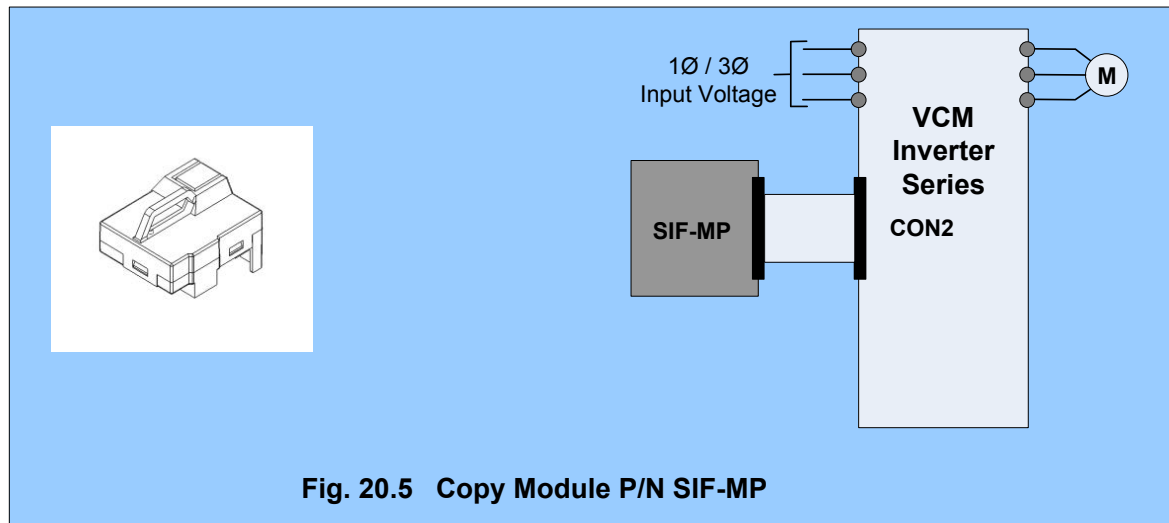 1Ø / 3Ø
Input Voltage
M
VCM
Inverter
Series
SIF-MP
CON2
Fig. 20.5 Copy Module P/N SIF-MP